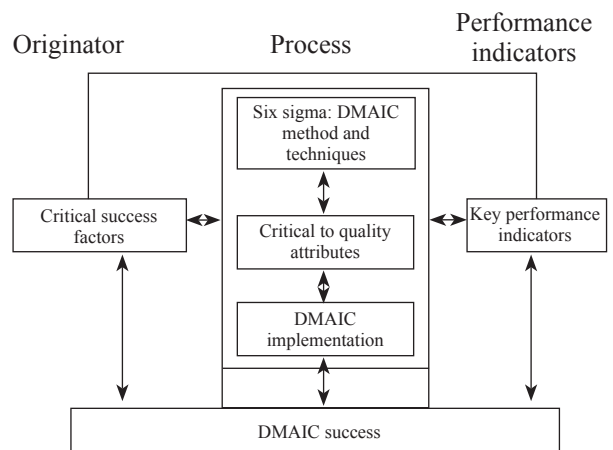 Originator
Process
Performance
indicators
Six sigma: DMAIC
method and
techniques
Critical success
factors
Critical to quality
attributes
Key performance
indicators
DMAIC
implementation
DMAIC success